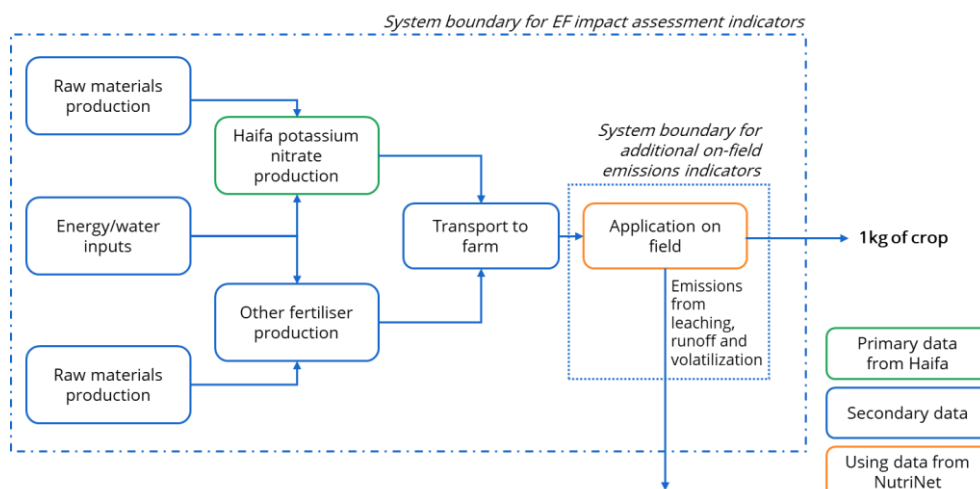 System boundary for EF impact assessment indicators
Raw materials
production
Haifa potassium
nitrate
production
System boundary for
additional on-field
emissions indicators
Energy/water
inputs
Transport to
farm
Application on
field
1kg of crop
Emissions
from
leaching,
runoff and
volatilization
Other fertiliser
production
Raw materials
production
Primary data
from Haifa
Secondary data
Using data from
NutriNet